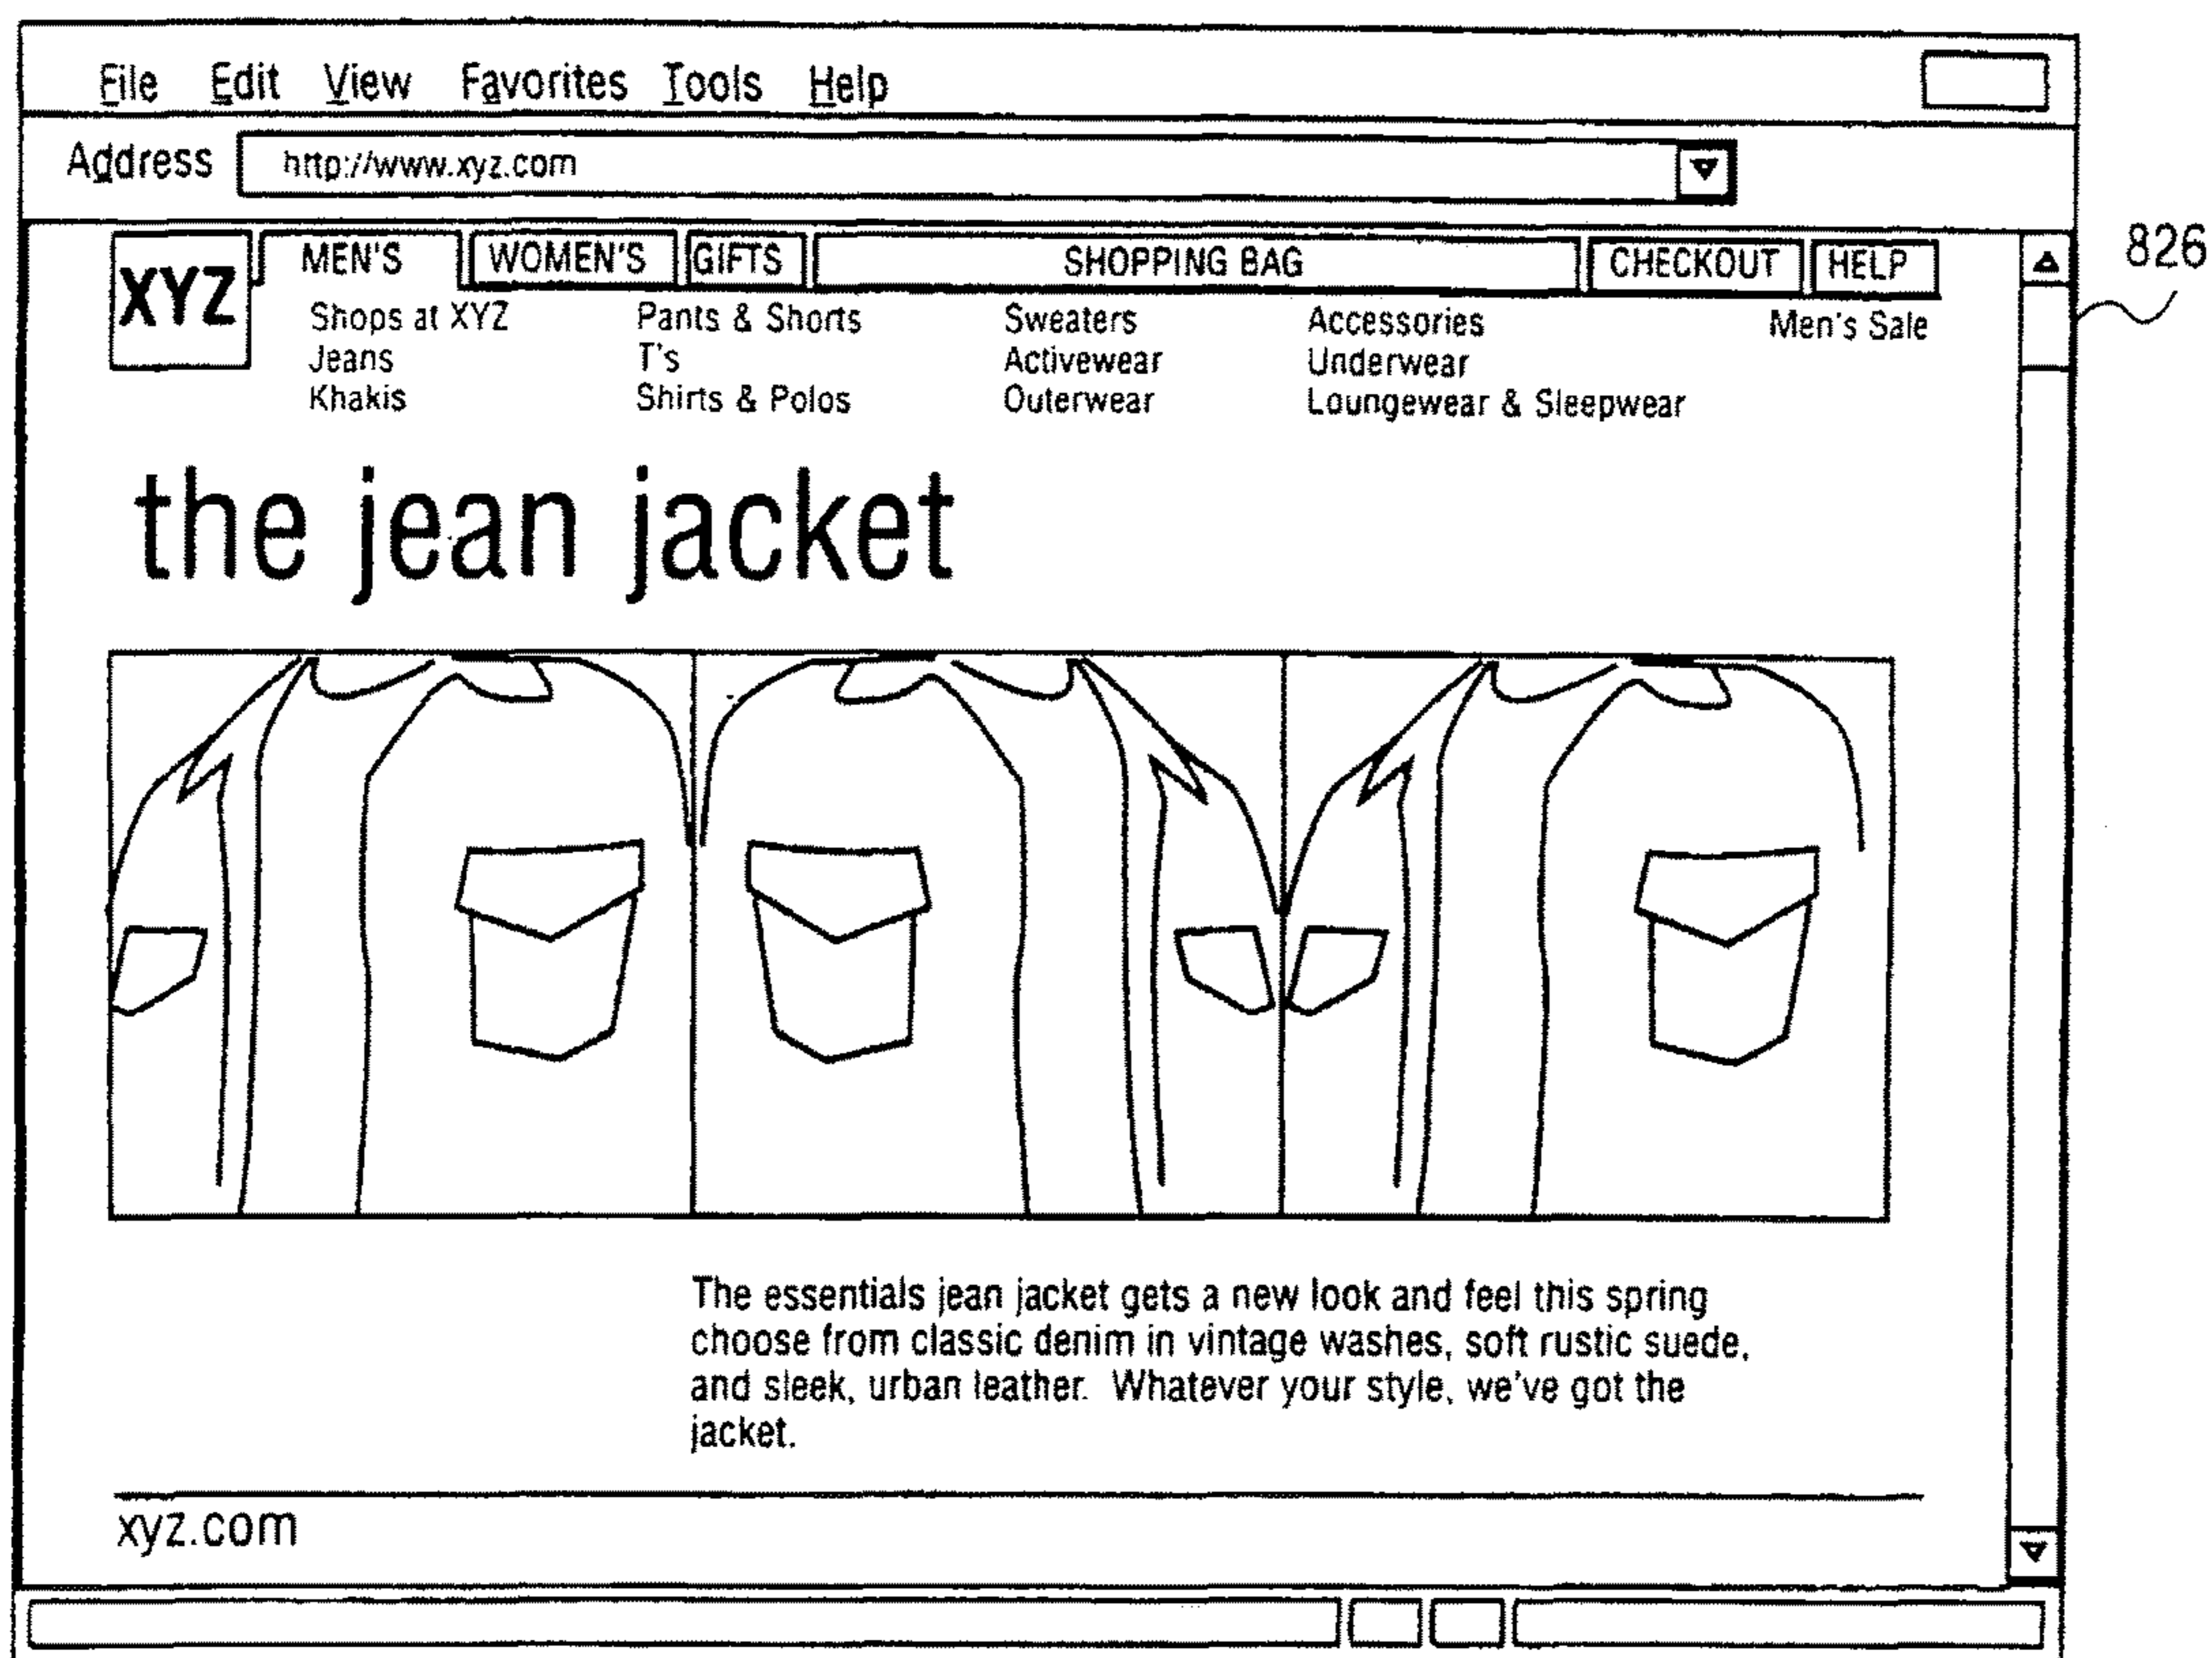 File Edit View Favorites Tools Help
Address http://www.xyz.com
826
XYZ MEN'S WOMEN'S GIFTS SHOPPING BAG CHECKOUT HELP
Shops at XYZ Pants & Shorts Sweaters Accessories Men's Sale
Jeans T's Activewear Underwear
Khakis Shirts & Polos Outerwear Loungewear & Sleepwear
the jean jacket
The essentials jean jacket gets a new look and feel this spring
choose from classic denim in vintage washes, soft rustic suede,
and sleek, urban leather. Whatever your style, we've got the
jacket.
xyz.com